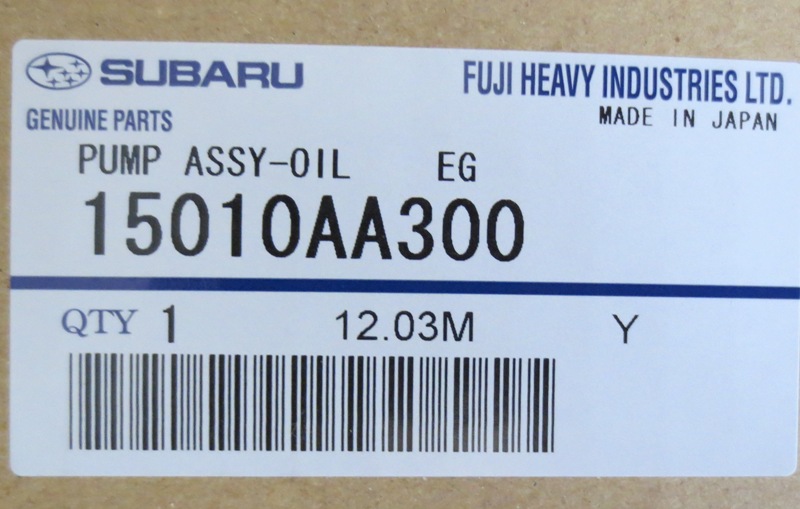 SUBARU FUJI HEAVY INDUSTRIES LTD.
GENUINE PARTS MADE IN JAPAN
PUMP ASSY-OIL EG
15010AA300
QTY 1 12.03M Y